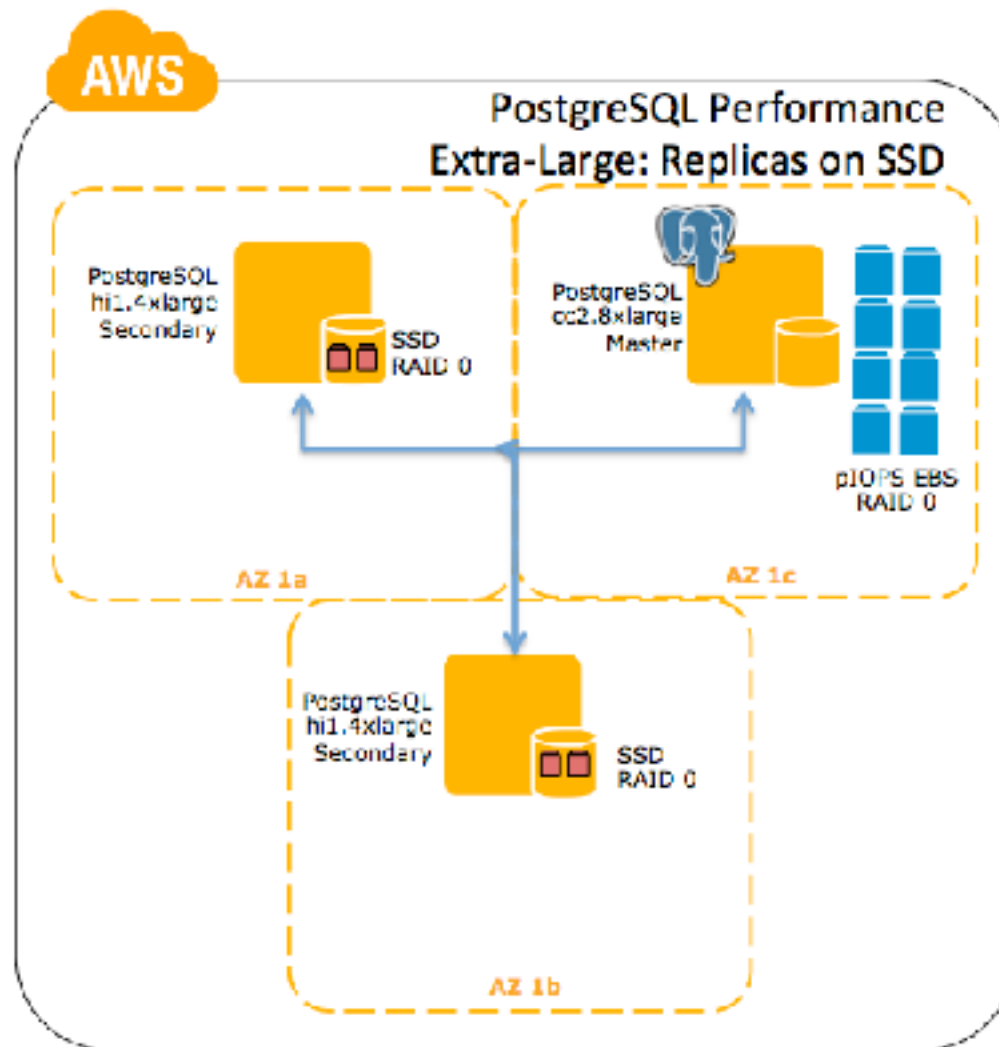 AWS
PostgreSQL Performance
Extra-Large: Replicas on SSD
PostgreSQL
hi1.4xlarge
Secondary
SSD
RAID 0
AZ 1a
PostgreSQL
cc2.8xlarge
Master
pIOPS EBS
RAID 0
AZ 1c
PostgreSQL
hi1.4xlarge
Secondary
SSD
RAID 0
AZ 1b